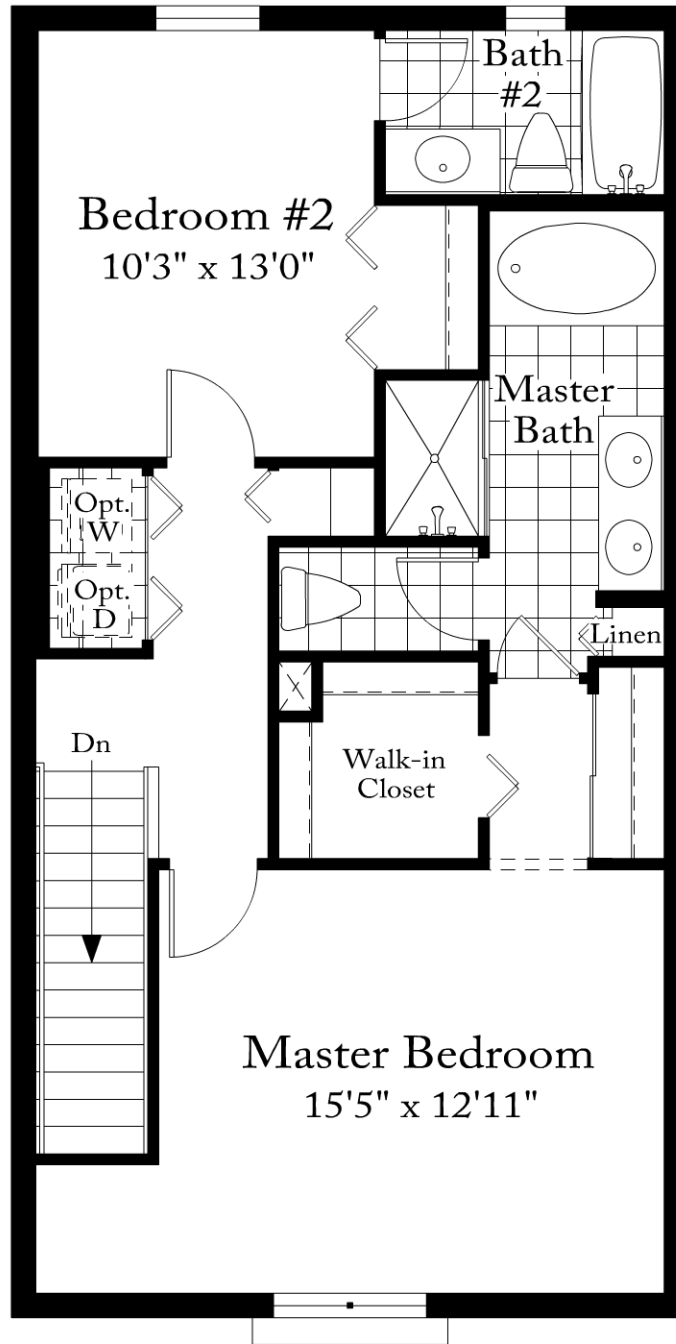 Bath
#2
Bedroom #2
10'3" x 13'0"
Master
Bath
Opt.
W
Opt.
D
Linen
Dn
Walk-in
Closet
Master Bedroom
15'5" x 12'11"